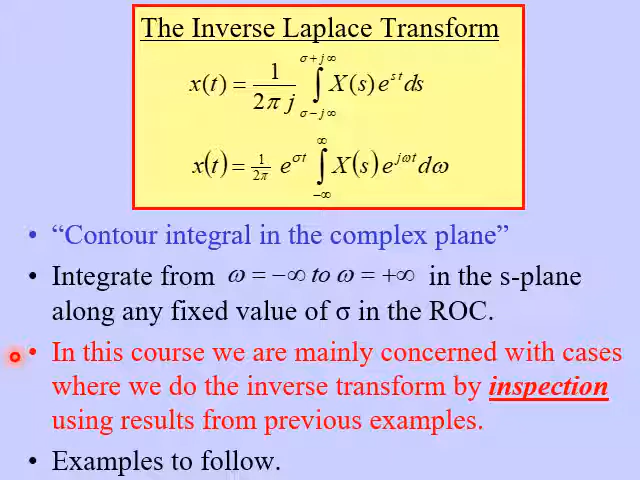 The Inverse Laplace Transform
x(t) = 1/(2π j) ∫_{σ−j∞}^{σ+j∞} X(s) e^{st} ds
x(t) = 1/(2π) e^{σt} ∫_{−∞}^{∞} X(s) e^{jωt} dω
• “Contour integral in the complex plane”
• Integrate from ω = −∞ to ω = +∞ in the s-plane
along any fixed value of σ in the ROC.
• In this course we are mainly concerned with cases
where we do the inverse transform by inspection
using results from previous examples.
• Examples to follow.